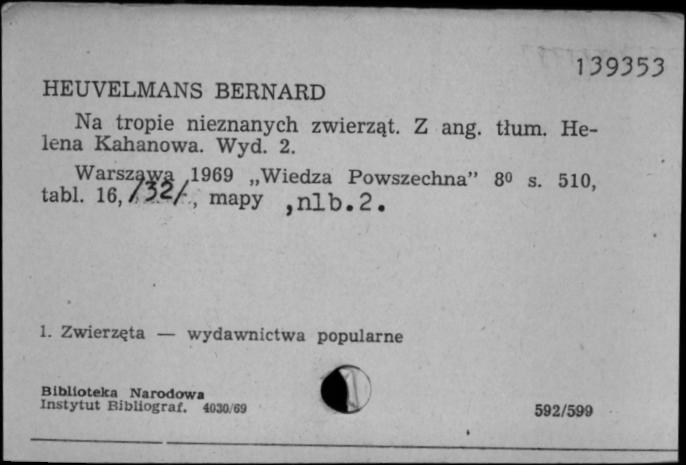 139353
HEUVELMANS BERNARD
Na tropie nieznanych zwierząt. Z ang. tłum. He-
lena Kahanowa. Wyd. 2.
Warszawa 1969 „Wiedza Powszechna” 8⁰ s. 510,
tabl. 16, /32/, mapy ,nlb.2.
1. Zwierzęta — wydawnictwa popularne
Biblioteka Narodowa
Instytut Bibliograf. 4030/69
592/599